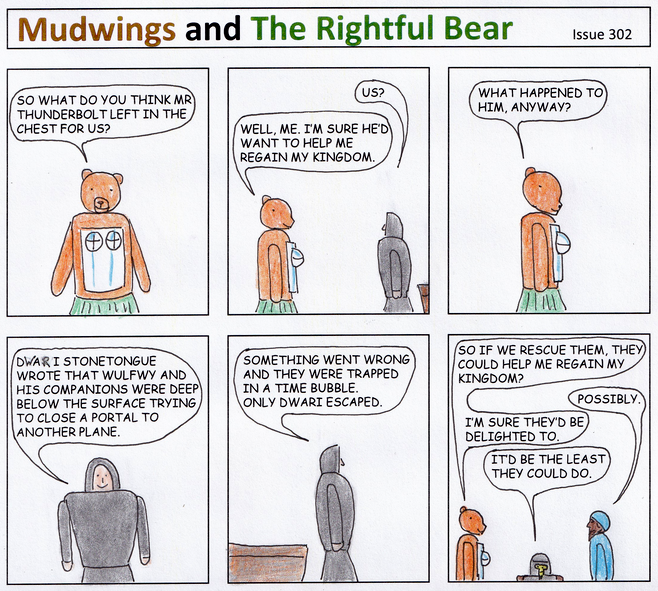 Mudwings and The Rightful Bear
Issue 302
SO WHAT DO YOU THINK MR
THUNDERBOLT LEFT IN THE
CHEST FOR US?
US?
WELL, ME. I'M SURE HE'D
WANT TO HELP ME
REGAIN MY KINGDOM.
WHAT HAPPENED TO
HIM, ANYWAY?
DWARI STONETONGUE
WROTE THAT WULFWY AND
HIS COMPANIONS WERE DEEP
BELOW THE SURFACE TRYING
TO CLOSE A PORTAL TO
ANOTHER PLANE.
SOMETHING WENT WRONG
AND THEY WERE TRAPPED
IN A TIME BUBBLE.
ONLY DWARI ESCAPED.
SO IF WE RESCUE THEM, THEY
COULD HELP ME REGAIN MY
KINGDOM?
POSSIBLY.
I'M SURE THEY'D BE
DELIGHTED TO.
IT'D BE THE LEAST
THEY COULD DO.